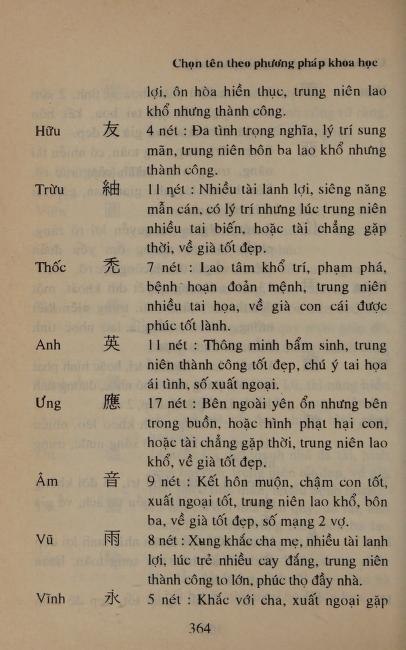 Chọn tên theo phương pháp khoa học
lợi, ôn hòa hiền thục, trung niên lao
khổ nhưng thành công.
Hữu 友 4 nét : Đa tình trọng nghĩa, lý trí sung
mãn, trung niên bôn ba lao khổ nhưng
thành công.
Trừu 紬 11 nét : Nhiều tài lanh lợi, siêng năng
mẫn cán, có lý trí nhưng lúc trung niên
nhiều tai biến, hoặc tài chẳng gặp
thời, về già tốt đẹp.
Thốc 禿 7 nét : Lao tâm khổ trí, phạm phá,
bệnh hoạn đoản mệnh, trung niên
nhiều tai họa, về già con cái được
phúc tốt lành.
Anh 英 11 nét : Thông minh bẩm sinh, trung
niên thành công tốt đẹp, chú ý tai họa
ái tình, số xuất ngoại.
Ưng 應 17 nét : Bên ngoài yên ổn nhưng bên
trong buồn, hoặc hình phạt hại con,
hoặc tài chẳng gặp thời, trung niên lao
khổ, về già tốt đẹp.
Âm 音 9 nét : Kết hôn muộn, chậm con tốt,
xuất ngoại tốt, trung niên lao khổ, bôn
ba, về già tốt đẹp, số mạng 2 vợ.
Vũ 雨 8 nét : Xung khắc cha mẹ, nhiều tài lanh
lợi, lúc trẻ nhiều cay đắng, trung niên
thành công to lớn, phúc thọ đầy nhà.
Vĩnh 永 5 nét : Khắc với cha, xuất ngoại gặp
364